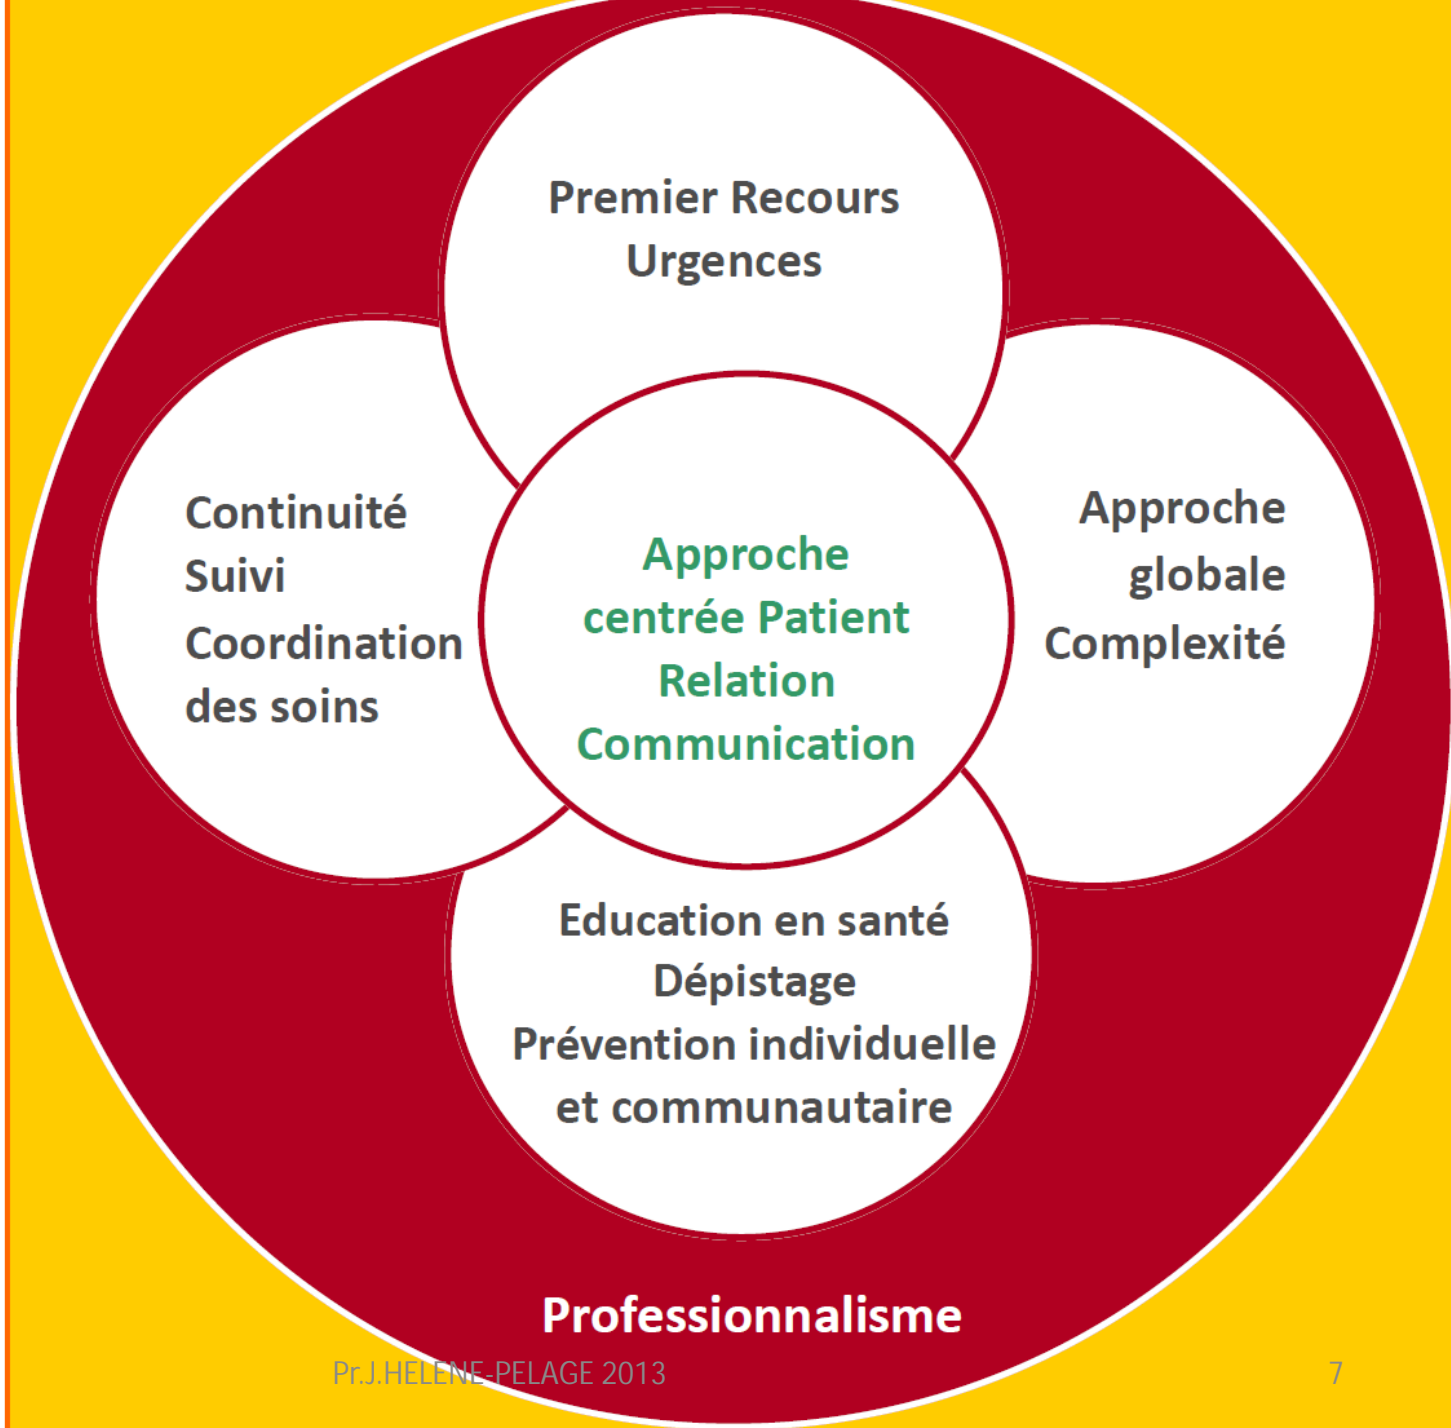 Premier Recours
Urgences
Continuité
Suivi
Coordination
des soins
Approche
centrée Patient
Relation
Communication
Approche
globale
Complexité
Education en santé
Dépistage
Prévention individuelle
et communautaire
Professionnalisme
Pr.J.HELENE-PELAGE 2013
7